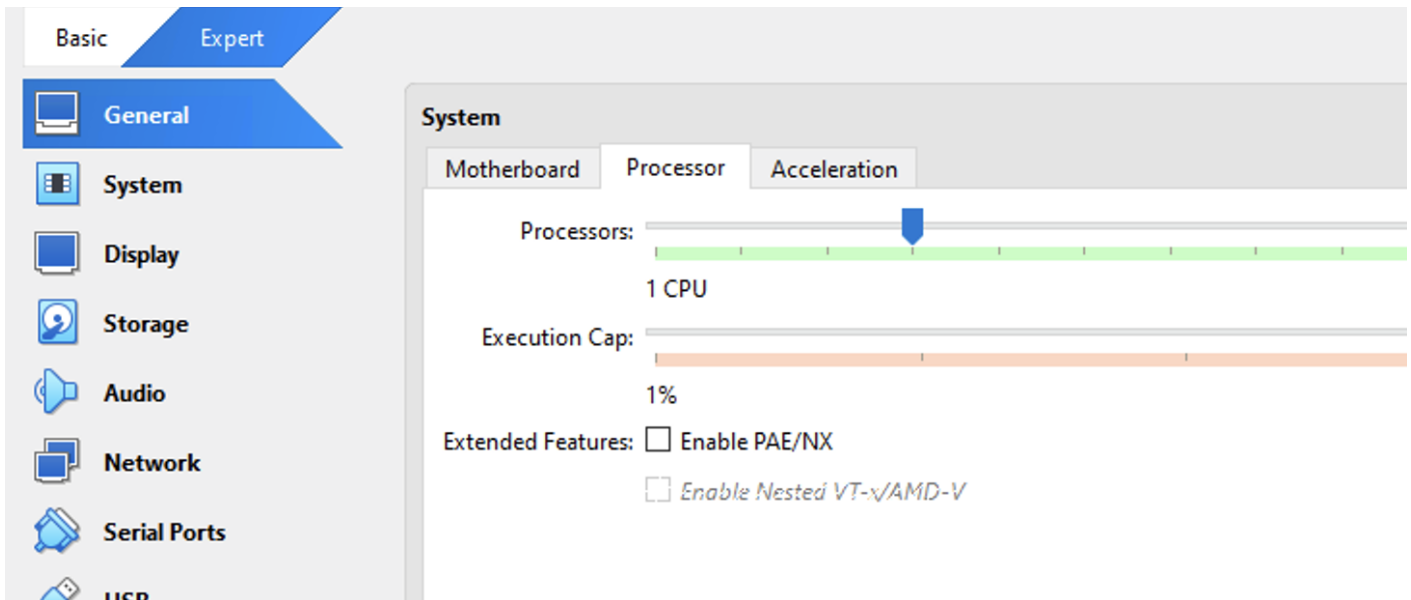 Basic
Expert
General
System
Display
Storage
Audio
Network
Serial Ports
USB
System
Motherboard
Processor
Acceleration
Processors:
1 CPU
Execution Cap:
1%
Extended Features:
Enable PAE/NX
Enable Nested VT-x/AMD-V